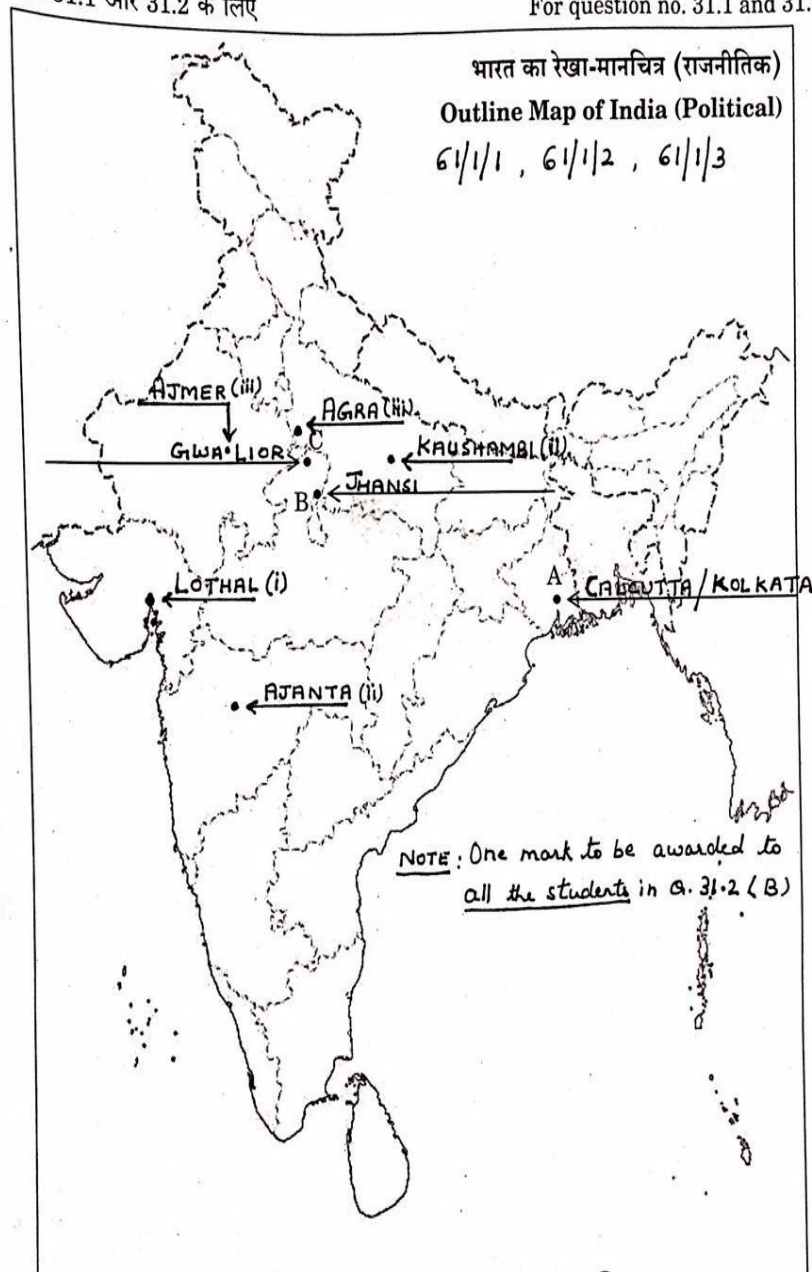 31.1 और 31.2 के लिए
For question no. 31.1 and 31.
भारत का रेखा-मानचित्र (राजनीतिक)
Outline Map of India (Political)
61/1/1 , 61/1/2 , 61/1/3
AJMER (iii)
AGRA
C
GWALIOR
KAUSHAMBI (ii)
JHANSI
B
LOTHAL (i)
A
CALCUTTA/KOLKATA
AJANTA (ii)
NOTE : One mark to be awarded to
all the students in Q. 31.2 (B)